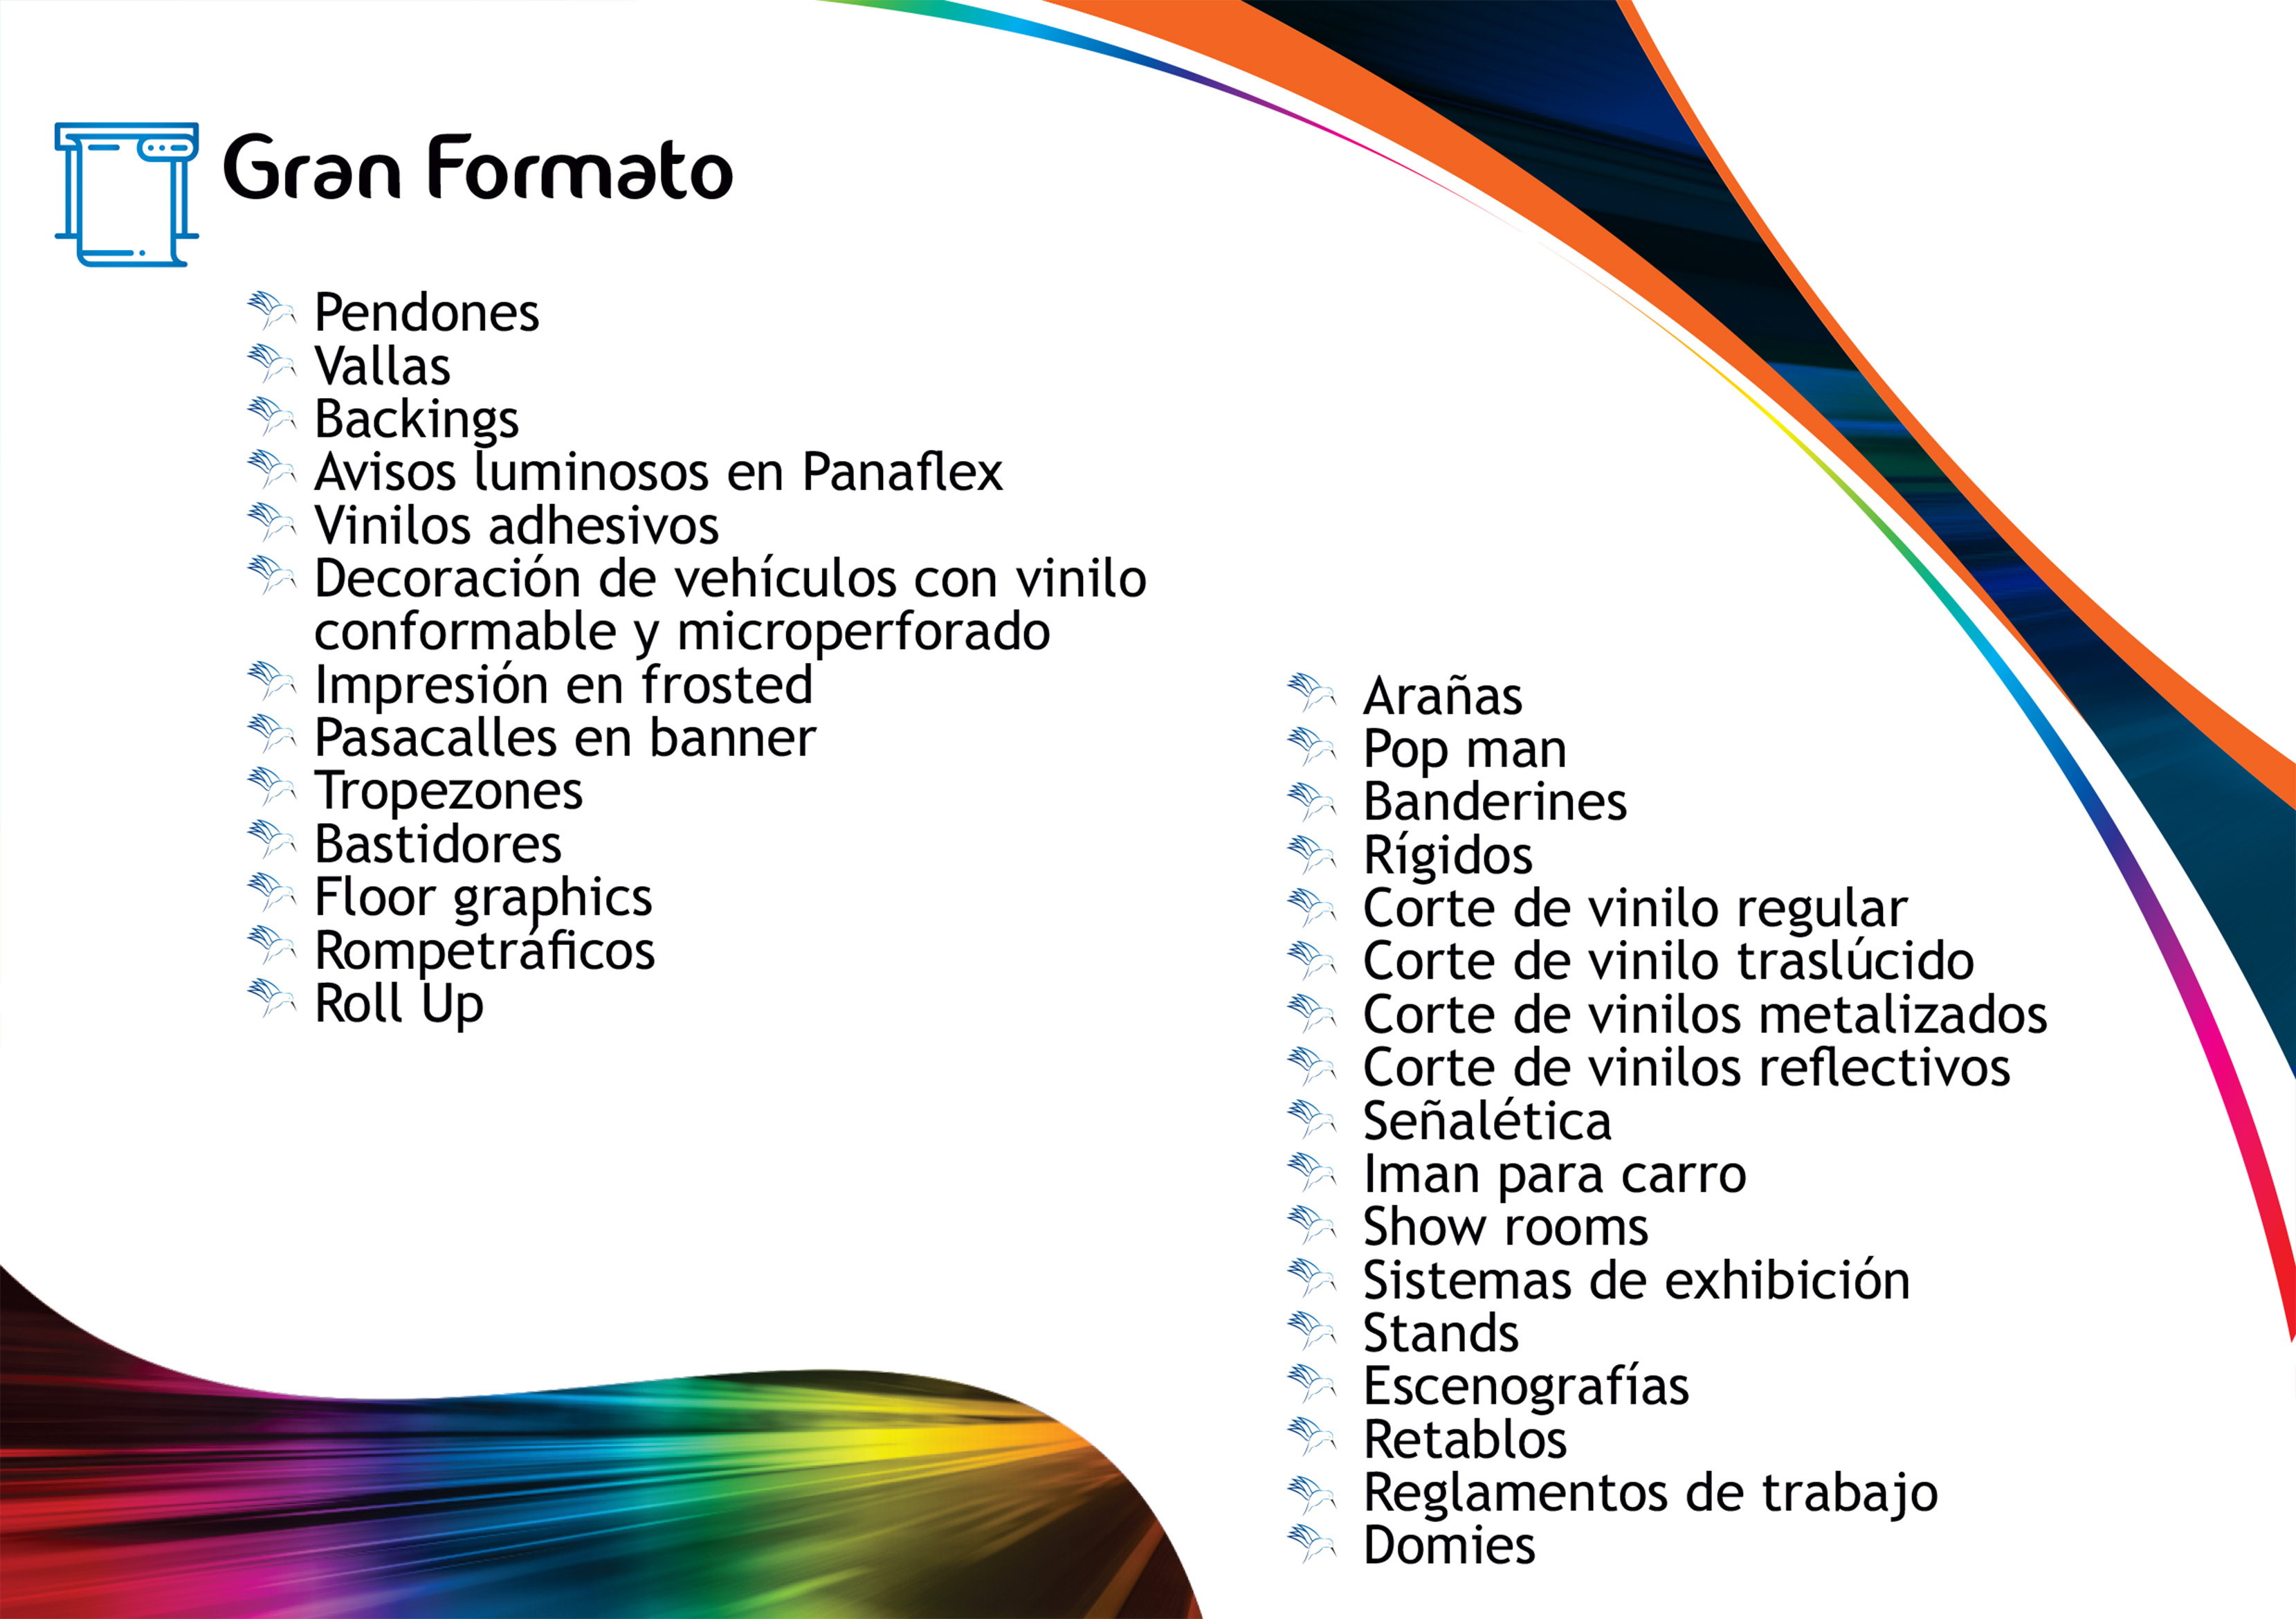 Gran Formato
Pendones
Vallas
Backings
Avisos luminosos en Panaflex
Vinilos adhesivos
Decoración de vehículos con vinilo
conformable y microperforado
Impresión en frosted
Pasacalles en banner
Tropezones
Bastidores
Floor graphics
Rompetráficos
Roll Up
Arañas
Pop man
Banderines
Rígidos
Corte de vinilo regular
Corte de vinilo traslúcido
Corte de vinilos metalizados
Corte de vinilos reflectivos
Señalética
Iman para carro
Show rooms
Sistemas de exhibición
Stands
Escenografías
Retablos
Reglamentos de trabajo
Domies